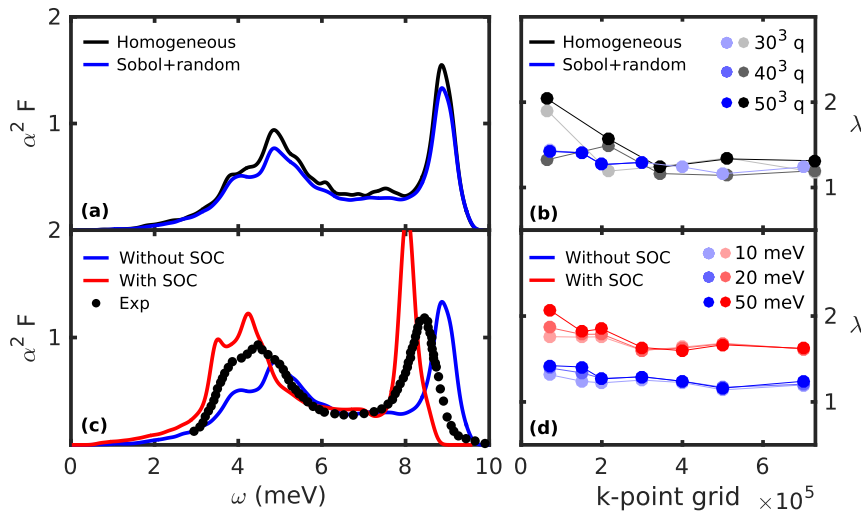 2
Homogeneous
Sobol+random
1
α² F
(a)
Homogeneous
Sobol+random
30³ q
40³ q
50³ q
2
λ
1
(b)
2
Without SOC
With SOC
Exp
1
α² F
(c)
0 2 4 6 8 10
ω (meV)
Without SOC
With SOC
10 meV
20 meV
50 meV
2
λ
1
(d)
0 2 4 6
k-point grid ×10⁵